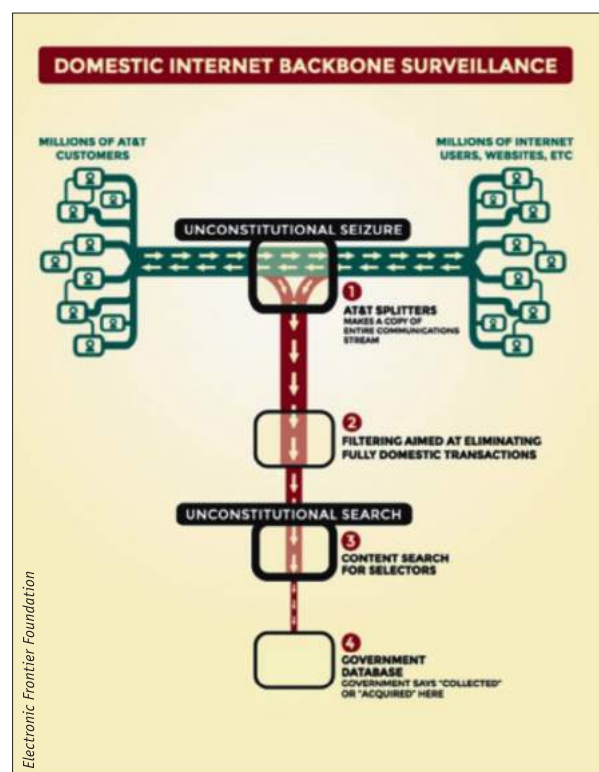 DOMESTIC INTERNET BACKBONE SURVEILLANCE
MILLIONS OF AT&T
CUSTOMERS
MILLIONS OF INTERNET
USERS, WEBSITES, ETC
UNCONSTITUTIONAL SEIZURE
1
AT&T SPLITTERS
MAKES A COPY OF
ENTIRE COMMUNICATIONS
STREAM
2
FILTERING AIMED AT ELIMINATING
FULLY DOMESTIC TRANSACTIONS
UNCONSTITUTIONAL SEARCH
3
CONTENT SEARCH
FOR SELECTORS
4
GOVERNMENT
DATABASE
GOVERNMENT SAYS "COLLECTED"
OR "ACQUIRED" HERE
Electronic Frontier Foundation